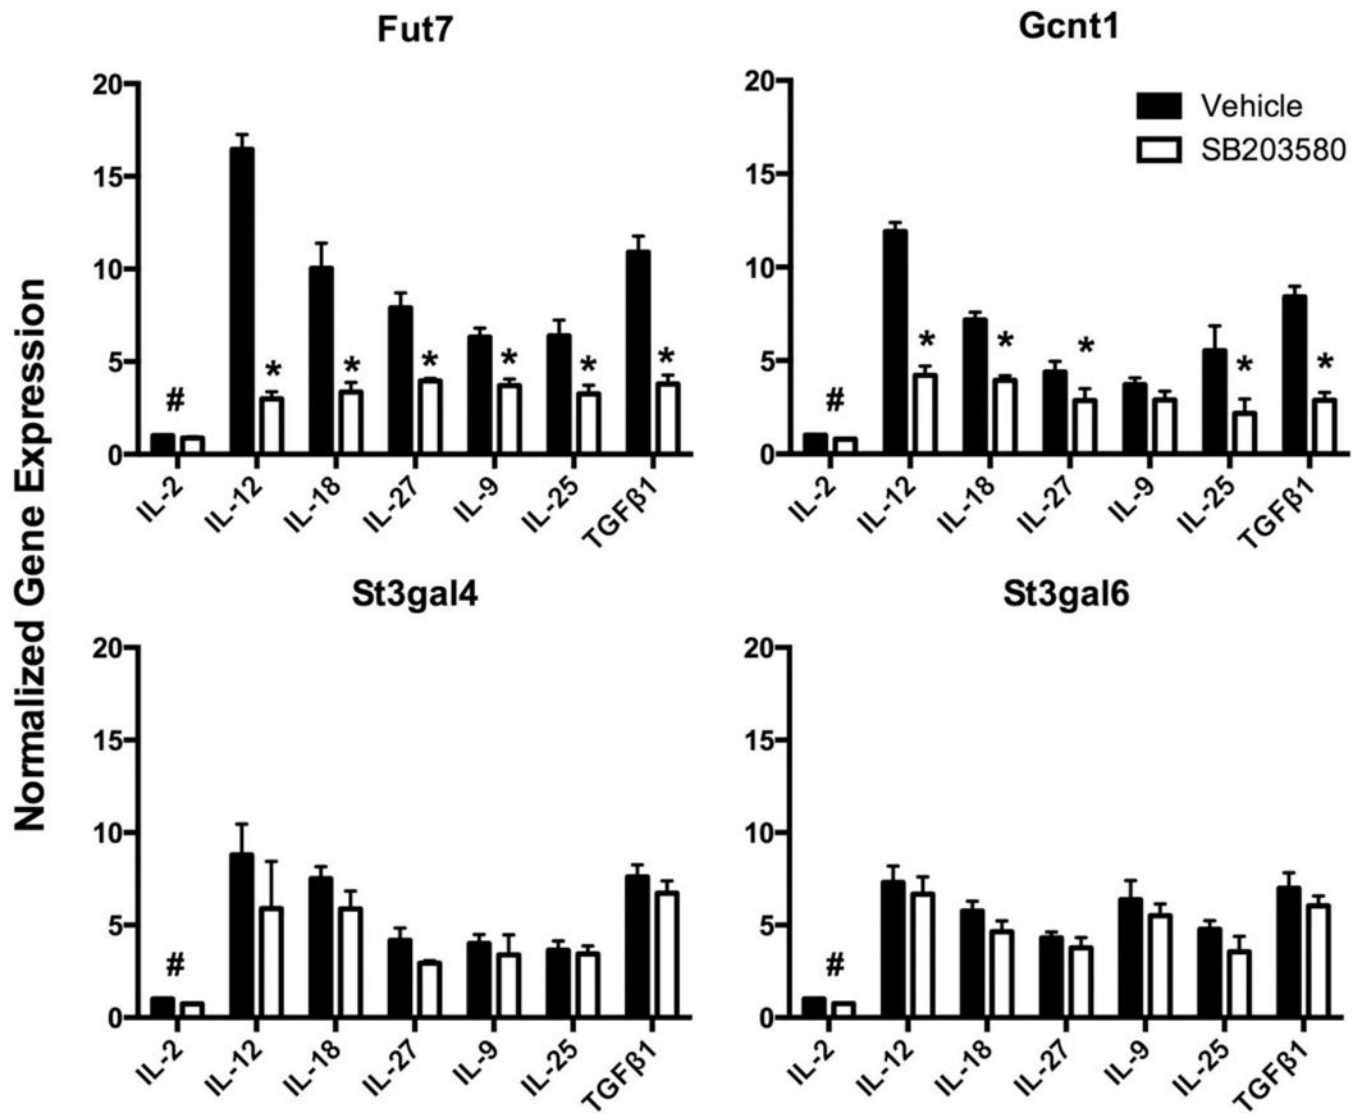 Fut7
Gcnt1
Normalized Gene Expression
20
15
10
5
0
#
*
*
*
*
*
*
IL-2
IL-12
IL-18
IL-27
IL-9
IL-25
TGFβ1
20
15
10
5
0
Vehicle
SB203580
#
*
*
*
*
*
IL-2
IL-12
IL-18
IL-27
IL-9
IL-25
TGFβ1
St3gal4
St3gal6
20
15
10
5
0
#
IL-2
IL-12
IL-18
IL-27
IL-9
IL-25
TGFβ1
20
15
10
5
0
#
IL-2
IL-12
IL-18
IL-27
IL-9
IL-25
TGFβ1